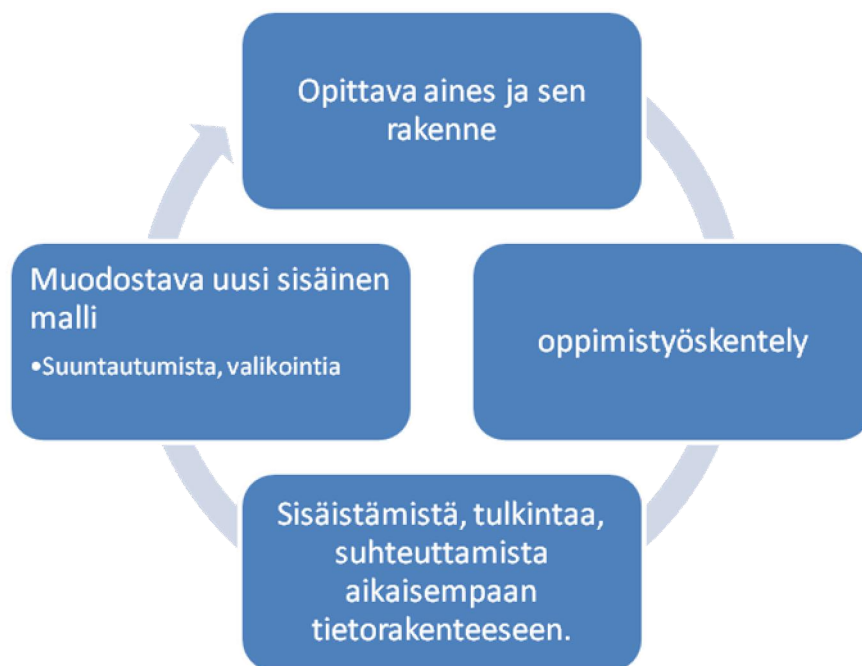 Opittava aines ja sen
rakenne
oppimistyöskentely
Sisäistämistä, tulkintaa,
suhteuttamista
aikaisempaan
tietorakenteeseen.
Muodostava uusi sisäinen
malli
•Suuntautumista, valikointia